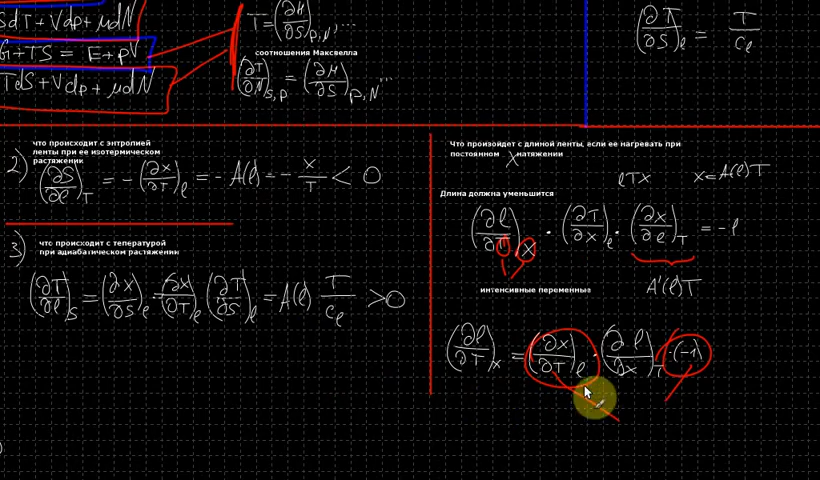 SdT + Vdp + μdN
G+TS = E+pV
TdS + Vdp + μdN
T = (∂H/∂S)P,N, ...
соотношения Максвелла
(∂T/∂N)S,P = (∂M/∂S)P,N ...
(∂T/∂S)ℓ = T/cℓ
2)
что происходит с энтропией
ленты при ее изотермическом
растяжении
(∂S/∂ℓ)T = -(∂x/∂T)ℓ = -A(ℓ) = - x/T < 0
3)
что происходит с теператорой
при адиабатическом растяжении
(∂T/∂ℓ)S = (∂x/∂S)ℓ = (∂x/∂T)ℓ (∂T/∂S)ℓ = A(ℓ) T/cℓ > 0
Что произойдет с длиной ленты, если ее нагревать при
постоянном X натяжении
ℓTx x=A(ℓ)T
Длина должна уменьшится
(∂ℓ/∂T)X · (∂T/∂x)ℓ · (∂x/∂ℓ)T = -1
интенсивные переменные
A'(ℓ)T
(∂ℓ/∂T)x = (∂x/∂T)ℓ · (∂ℓ/∂x)T · (-1)